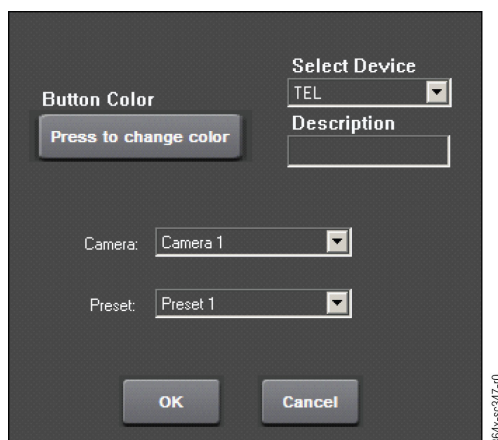 Select Device
TEL
Button Color
Press to change color
Description
Camera: Camera 1
Preset: Preset 1
OK Cancel